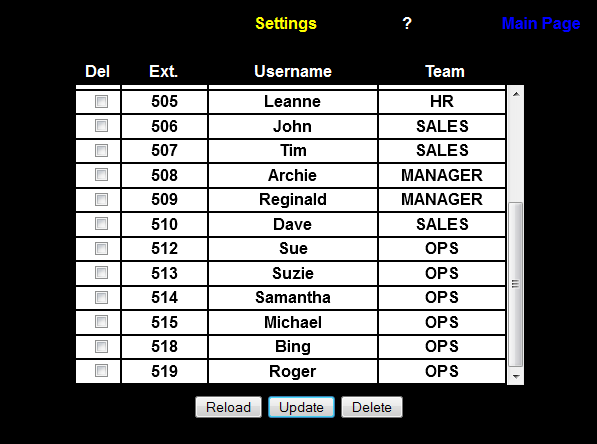 Settings ? Main Page
Del Ext. Username Team
505 Leanne HR
506 John SALES
507 Tim SALES
508 Archie MANAGER
509 Reginald MANAGER
510 Dave SALES
512 Sue OPS
513 Suzie OPS
514 Samantha OPS
515 Michael OPS
518 Bing OPS
519 Roger OPS
Reload Update Delete